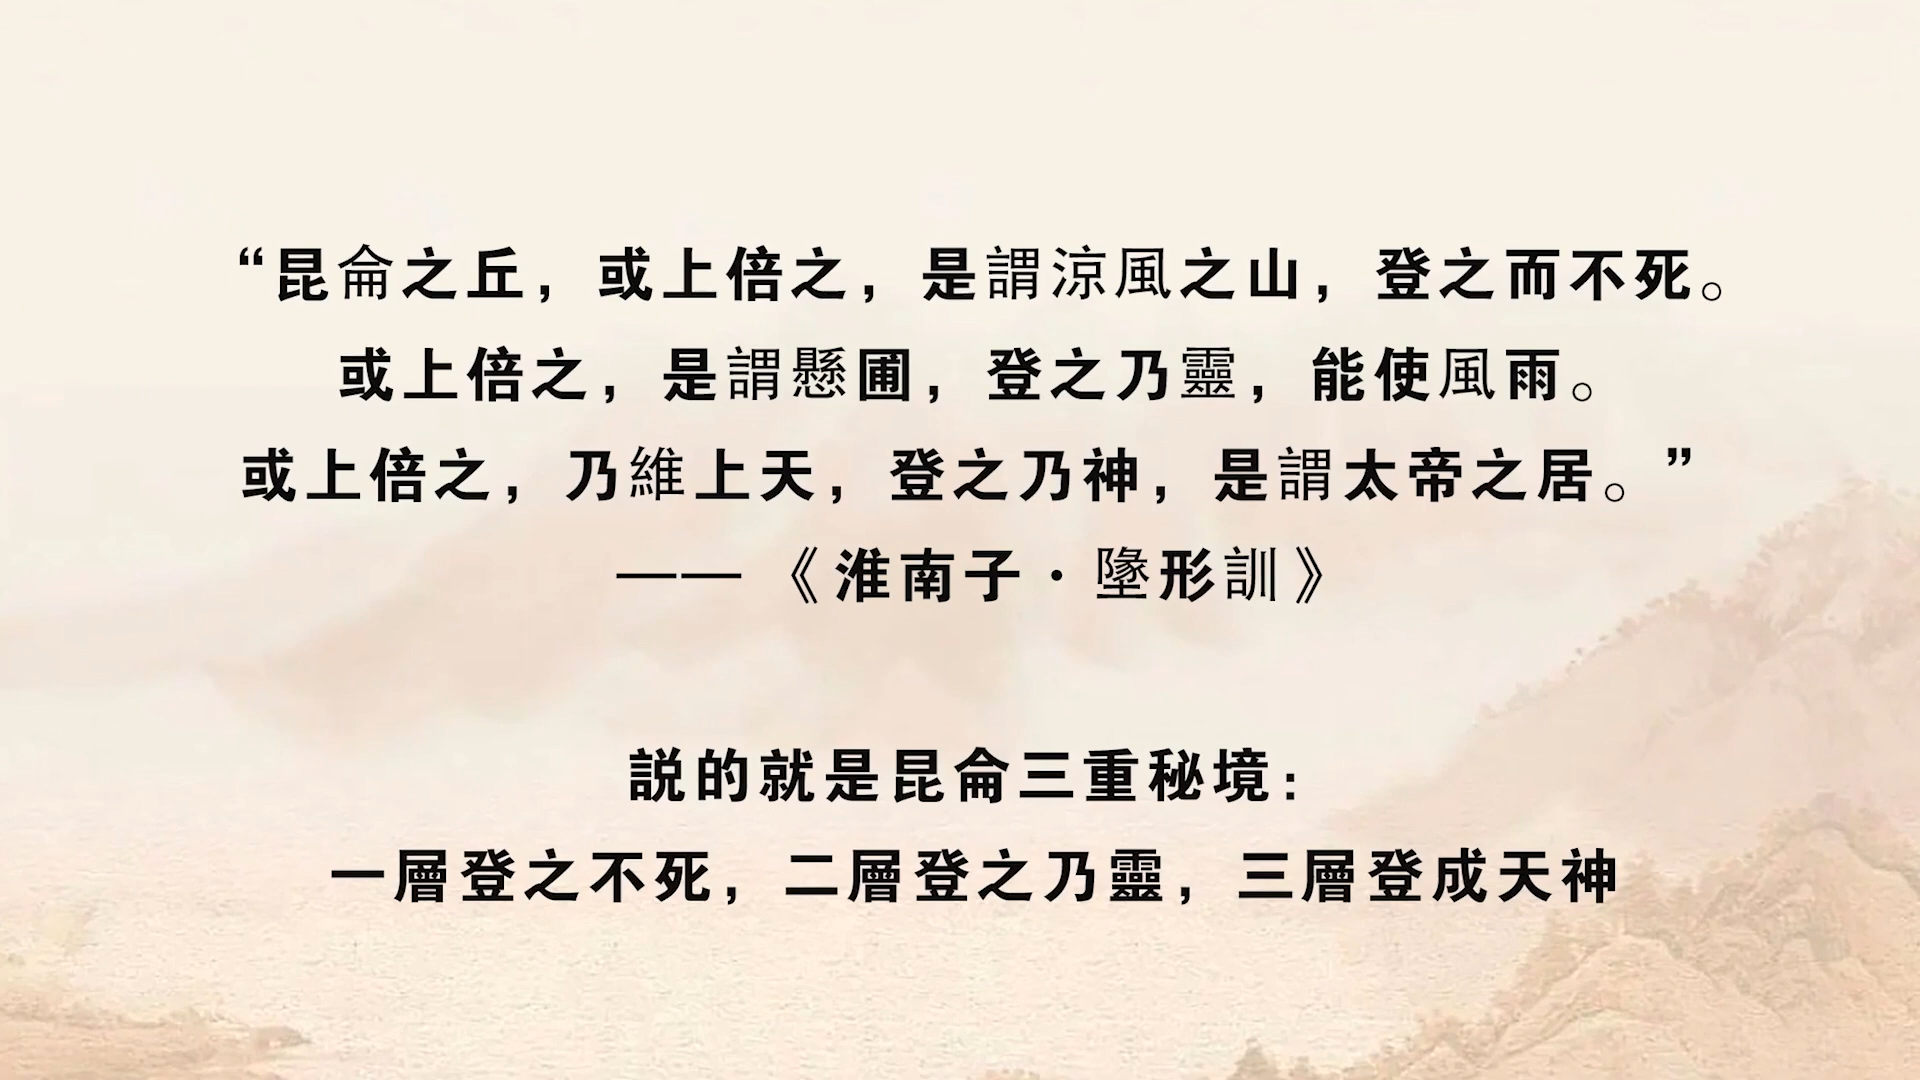 “昆侖之丘，或上倍之，是謂涼風之山，登之而不死。
或上倍之，是謂懸圃，登之乃靈，能使風雨。
或上倍之，乃維上天，登之乃神，是謂太帝之居。”
——《淮南子·墬形訓》
説的就是昆侖三重秘境：
一層登之不死，二層登之乃靈，三層登成天神